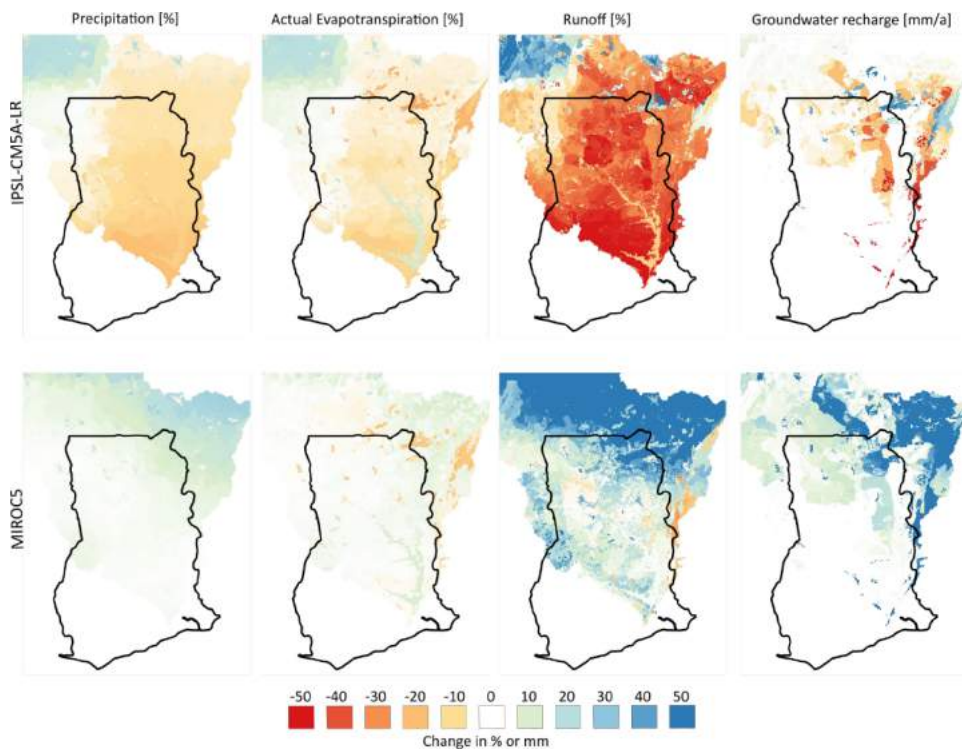 Precipitation [%] Actual Evapotranspiration [%] Runoff [%] Groundwater recharge [mm/a]
IPSL-CM5A-LR
MIROC5
-50 -40 -30 -20 -10 0 10 20 30 40 50
Change in % or mm